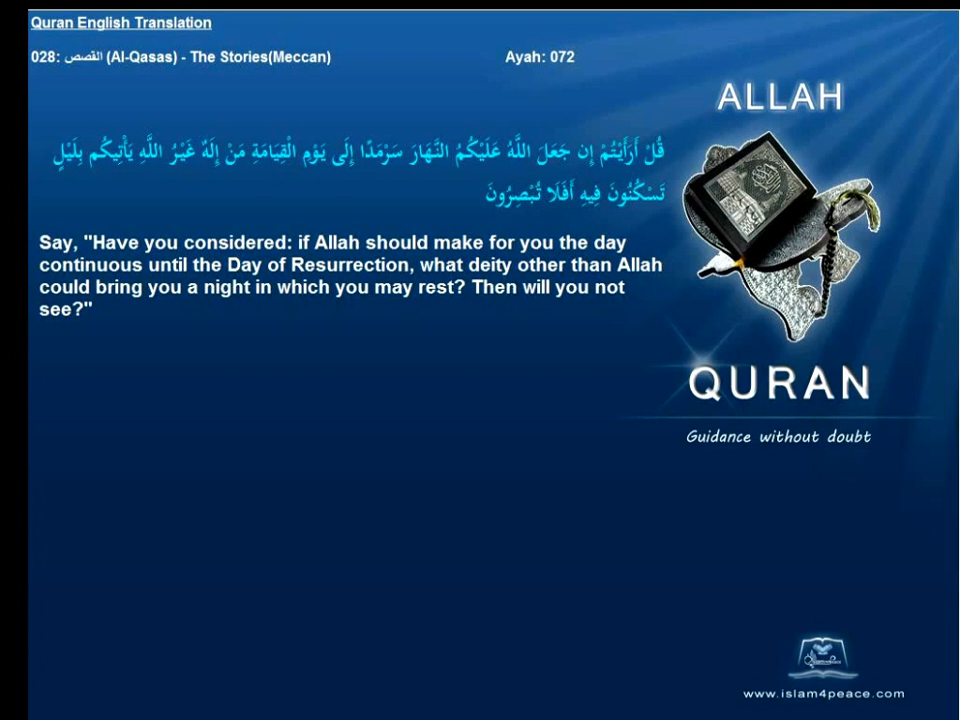 Quran English Translation
028: القصص (Al-Qasas) - The Stories(Meccan) Ayah: 072
ALLAH
قُلْ أَرَأَيْتُمْ إِن جَعَلَ اللَّهُ عَلَيْكُمُ النَّهَارَ سَرْمَدًا إِلَى يَوْمِ الْقِيَامَةِ مَنْ إِلَهٌ غَيْرُ اللَّهِ يَأْتِيكُم بِلَيْلٍ
تَسْكُنُونَ فِيهِ أَفَلَا تُبْصِرُونَ
Say, "Have you considered: if Allah should make for you the day
continuous until the Day of Resurrection, what deity other than Allah
could bring you a night in which you may rest? Then will you not
see?"
QURAN
Guidance without doubt
www.islam4peace.com